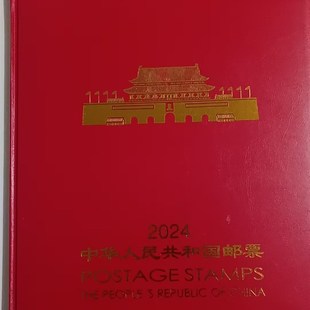 2024
中华人民共和国邮票
POSTAGE STAMPS
THE PEOPLE'S REPUBLIC OF CHINA